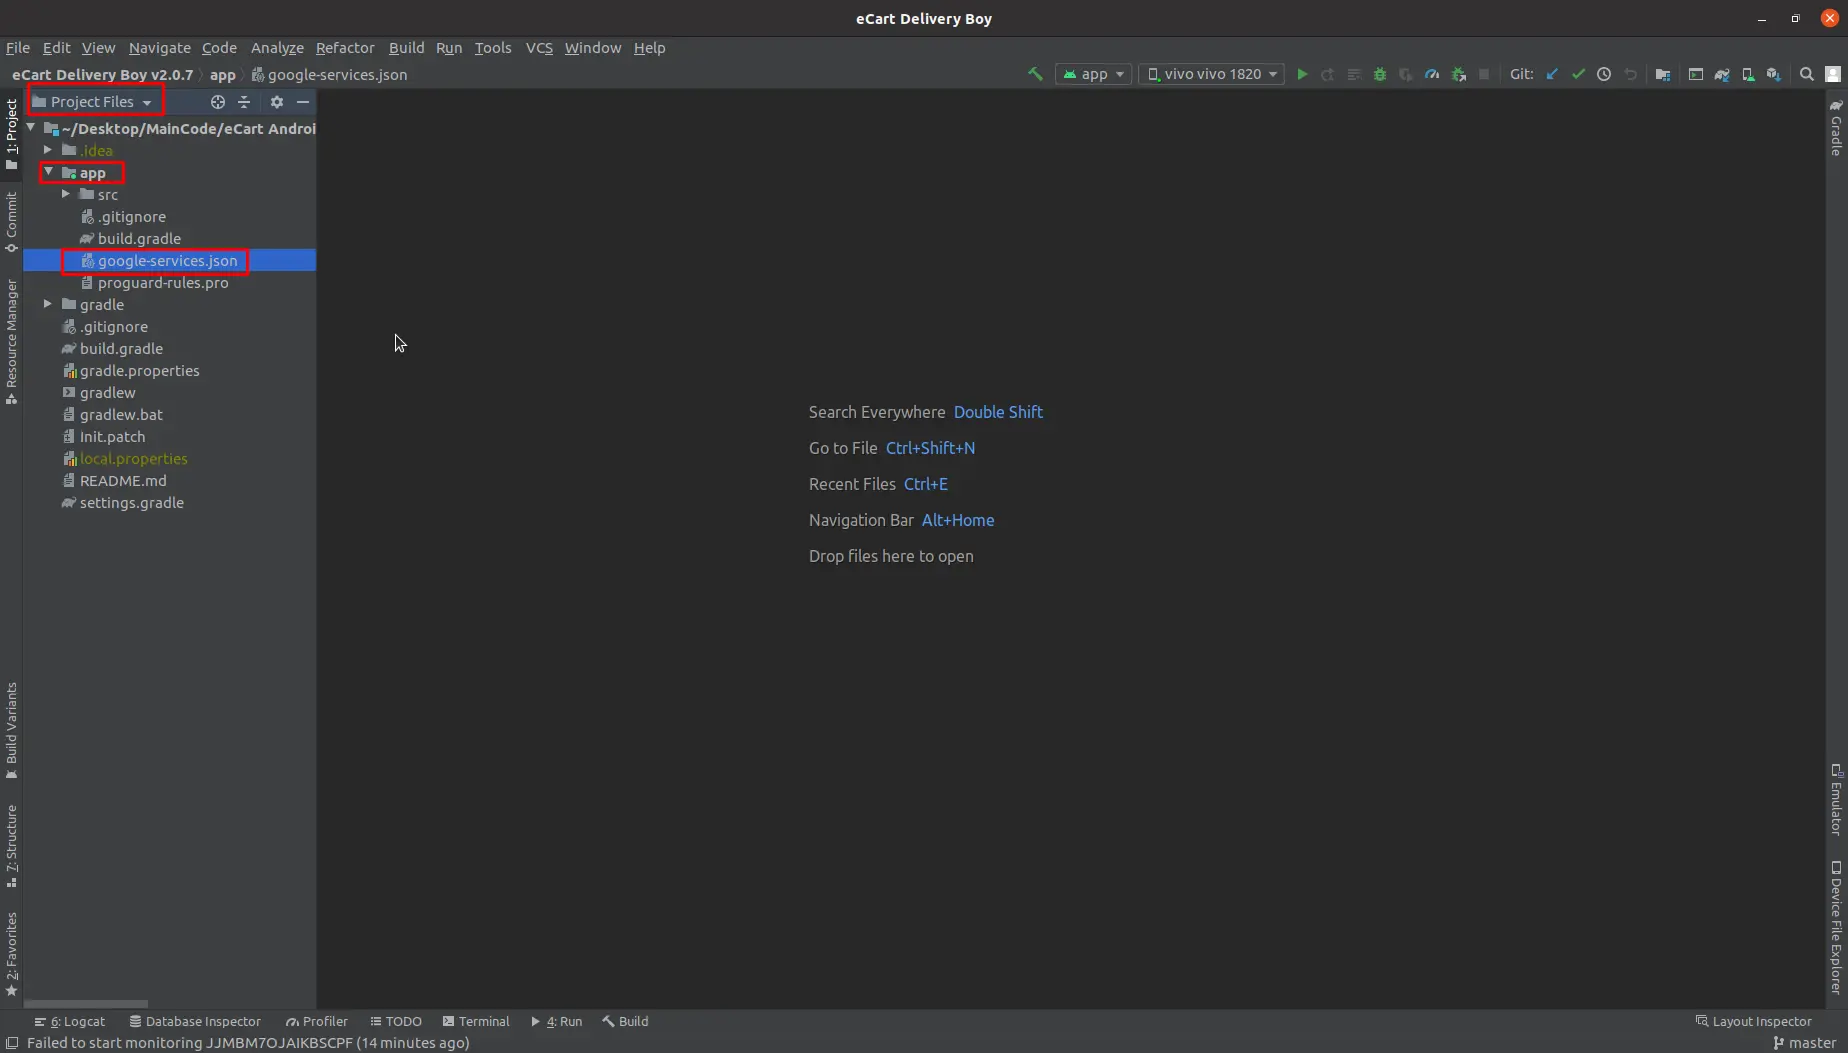 eCart Delivery Boy
File Edit View Navigate Code Analyze Refactor Build Run Tools VCS Window Help
eCart Delivery Boy v2.0.7 app google-services.json app vivo vivo 1820 Git:
Project Files
~/Desktop/MainCode/eCart Androi
.idea
app
src
.gitignore
build.gradle
google-services.json
proguard-rules.pro
gradle
.gitignore
build.gradle
gradle.properties
gradlew
gradlew.bat
Init.patch
local.properties
README.md
settings.gradle
1: Project
Commit
Resource Manager
Build Variants
7: Structure
2: Favorites
Search Everywhere Double Shift
Go to File Ctrl+Shift+N
Recent Files Ctrl+E
Navigation Bar Alt+Home
Drop files here to open
Gradle
Emulator
Device File Explorer
6: Logcat Database Inspector Profiler TODO Terminal 4: Run Build Layout Inspector
Failed to start monitoring JJMBM7OJAIKBSCPF (14 minutes ago) master